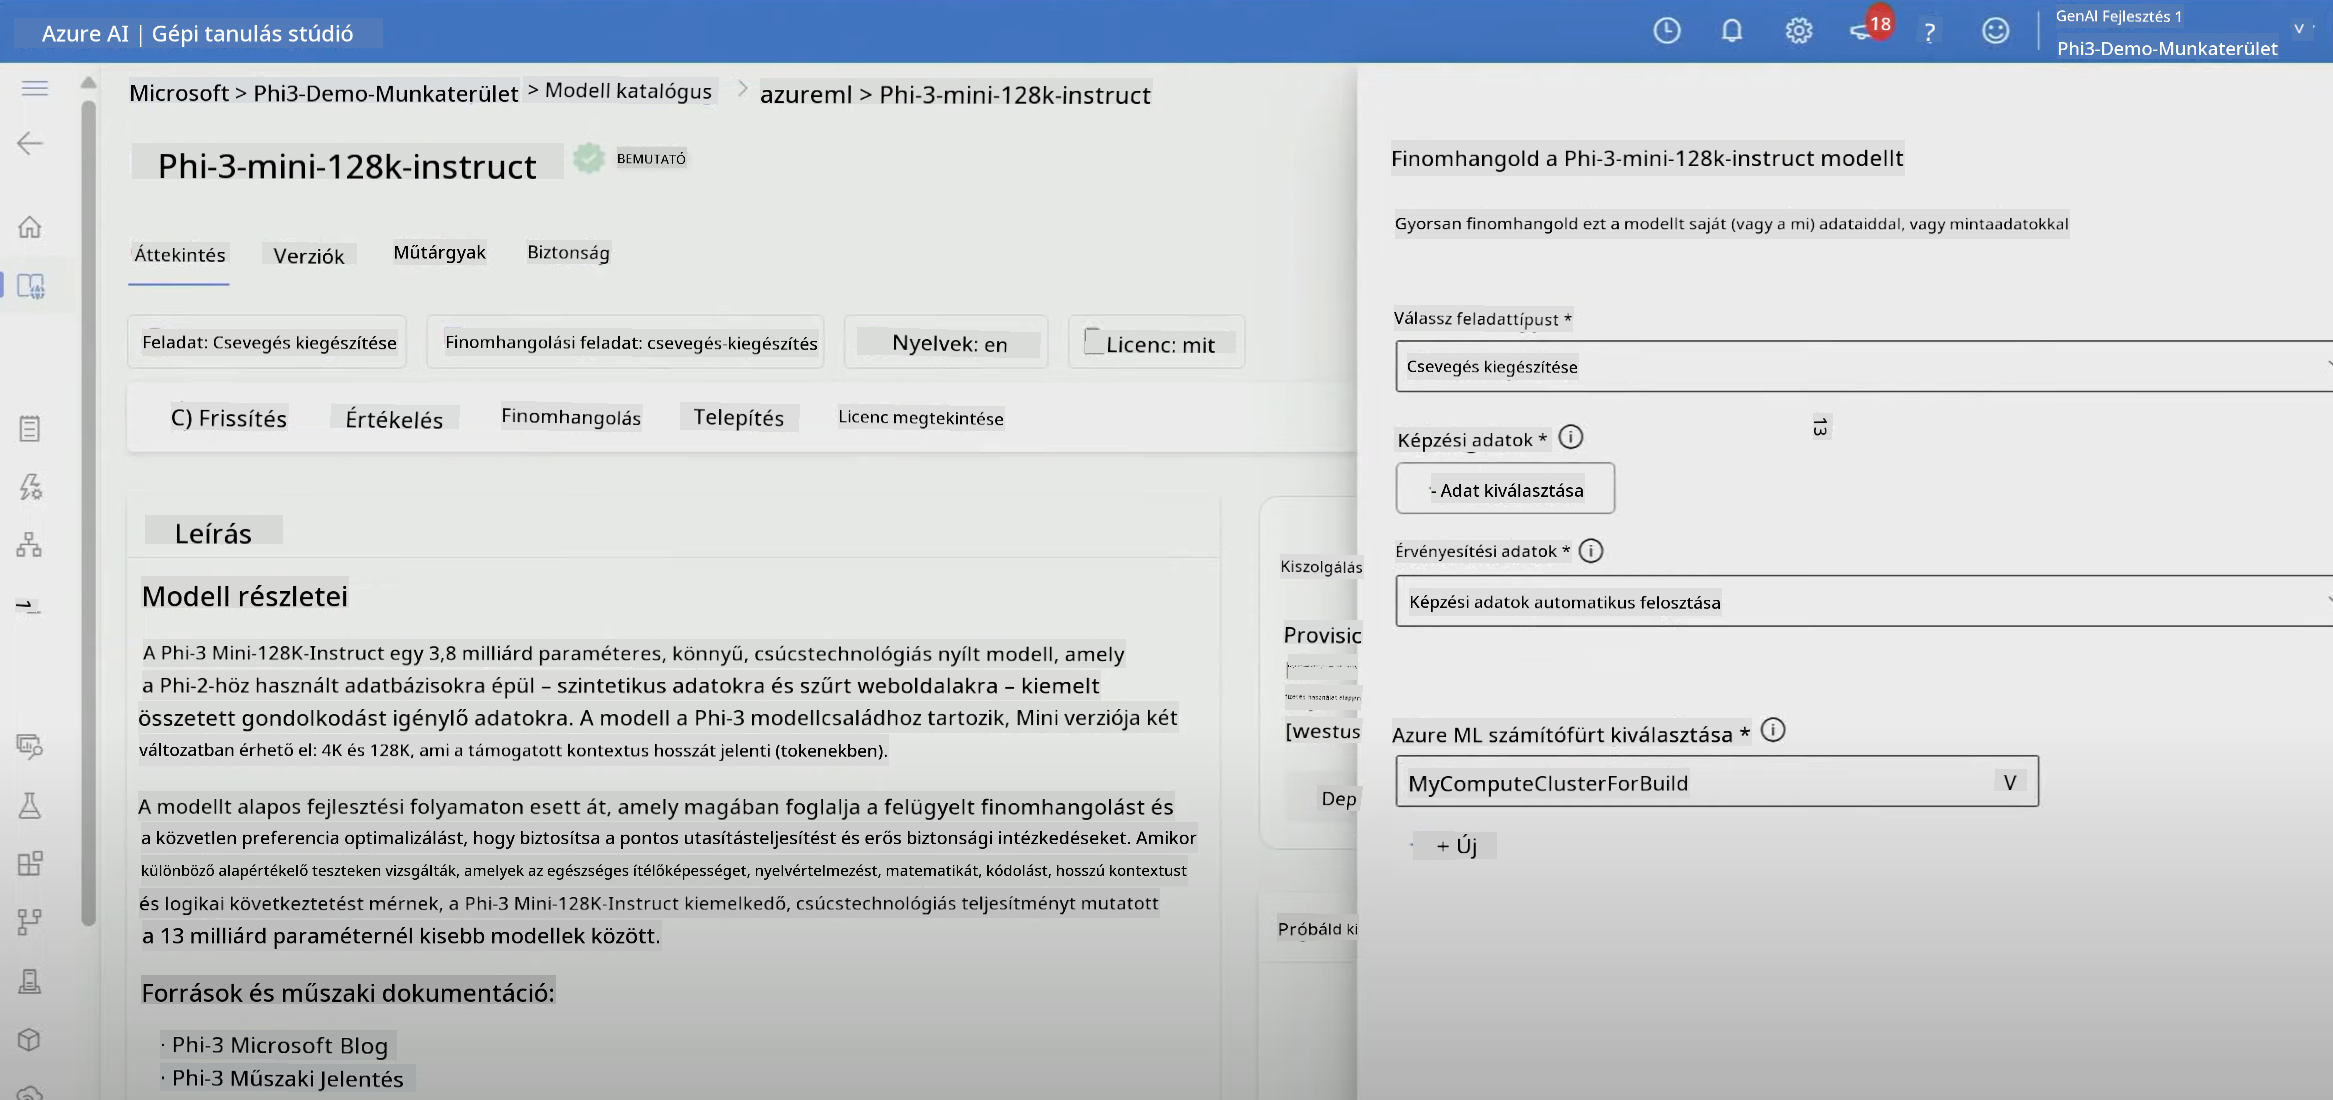 Azure AI | Gépi tanulás stúdió
18
?
GenAI Fejlesztés 1
Phi3-Demo-Munkaterület
V
Microsoft > Phi3-Demo-Munkaterület > Modell katalógus > azureml > Phi-3-mini-128k-instruct
Phi-3-mini-128k-instruct
BEMUTATÓ
Áttekintés
Verziók
Műtárgyak
Biztonság
Feladat: Csevegés kiegészítése
Finomhangolási feladat: csevegés-kiegészítés
Nyelvek: en
Licenc: mit
C) Frissítés
Értékelés
Finomhangolás
Telepítés
Licenc megtekintése
Leírás
Modell részletei
A Phi-3 Mini-128K-Instruct egy 3,8 milliárd paraméteres, könnyű, csúcstechnológiás nyílt modell, amely
a Phi-2-höz használt adatbázisokra épül – szintetikus adatokra és szűrt weboldalakra – kiemelt
összetett gondolkodást igénylő adatokra. A modell a Phi-3 modellcsaládhoz tartozik, Mini verziója két
változatban érhető el: 4K és 128K, ami a támogatott kontextus hosszát jelenti (tokenekben).
A modellt alapos fejlesztési folyamaton esett át, amely magában foglalja a felügyelt finomhangolást és
a közvetlen preferencia optimalizálást, hogy biztosítsa a pontos utasításteljesítést és erős biztonsági intézkedéseket. Amikor
különböző alapértékelő teszteken vizsgálták, amelyek az egészséges ítélőképességet, nyelvértelmezést, matematikát, kódolást, hosszú kontextust
és logikai következtetést mérnek, a Phi-3 Mini-128K-Instruct kiemelkedő, csúcstechnológiás teljesítményt mutatott
a 13 milliárd paraméternél kisebb modellek között.
Források és műszaki dokumentáció:
· Phi-3 Microsoft Blog
· Phi-3 Műszaki Jelentés
Kiszolgálás
Provisic
[westus
Dep
Próbáld ki
Finomhangold a Phi-3-mini-128k-instruct modellt
Gyorsan finomhangold ezt a modellt saját (vagy a mi) adataiddal, vagy mintaadatokkal
Válassz feladattípust *
Csevegés kiegészítése
13
Képzési adatok *
- Adat kiválasztása
Érvényesítési adatok *
Képzési adatok automatikus felosztása
Azure ML számítófürt kiválasztása *
MyComputeClusterForBuild
V
+ Új